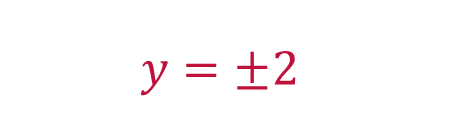 y = ±2